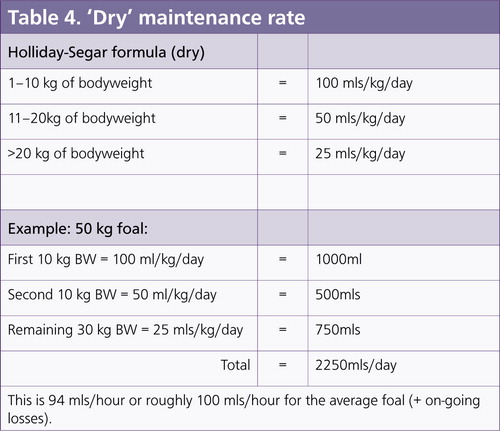 Table 4. ‘Dry’ maintenance rate
Holliday-Segar formula (dry)
1–10 kg of bodyweight = 100 mls/kg/day
11–20kg of bodyweight = 50 mls/kg/day
>20 kg of bodyweight = 25 mls/kg/day
Example: 50 kg foal:
First 10 kg BW = 100 ml/kg/day = 1000ml
Second 10 kg BW = 50 ml/kg/day = 500mls
Remaining 30 kg BW = 25 mls/kg/day = 750mls
Total = 2250mls/day
This is 94 mls/hour or roughly 100 mls/hour for the average foal (+ on-going
losses).